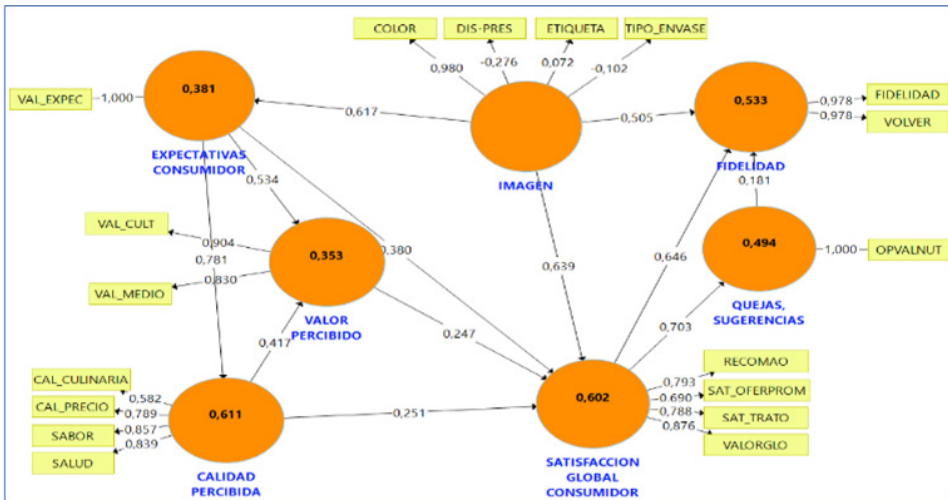 COLOR
DIS-PRES
ETIQUETA
TIPO_ENVASE
0,980
-0,276
0,072
-0,102
VAL_EXPEC
1,000
0,381
EXPECTATIVAS
CONSUMIDOR
0,617
IMAGEN
0,505
0,533
FIDELIDAD
0,978
0,978
FIDELIDAD
VOLVER
0,534
0,181
VAL_CULT
0,904
0,781
VAL_MEDIO
0,830
0,353
VALOR
PERCIBIDO
0,380
0,639
0,646
0,494
QUEJAS,
SUGERENCIAS
1,000
OPVALNUT
0,417
0,247
0,703
CAL_CULINARIA
0,582
CAL_PRECIO
0,789
SABOR
0,857
SALUD
0,839
0,611
CALIDAD
PERCIBIDA
-0,251
0,602
SATISFACCION
GLOBAL
CONSUMIDOR
0,793
RECOMAO
0,690
SAT_OFERPROM
0,788
SAT_TRATO
0,876
VALORGLO